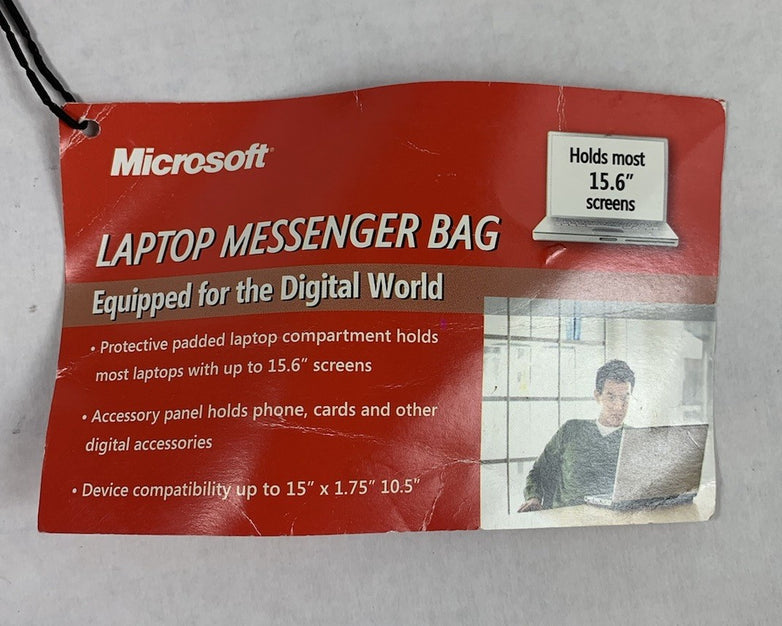 Microsoft®
Holds most
15.6”
screens
LAPTOP MESSENGER BAG
Equipped for the Digital World
• Protective padded laptop compartment holds
most laptops with up to 15.6” screens
• Accessory panel holds phone, cards and other
digital accessories
• Device compatibility up to 15” x 1.75” 10.5”